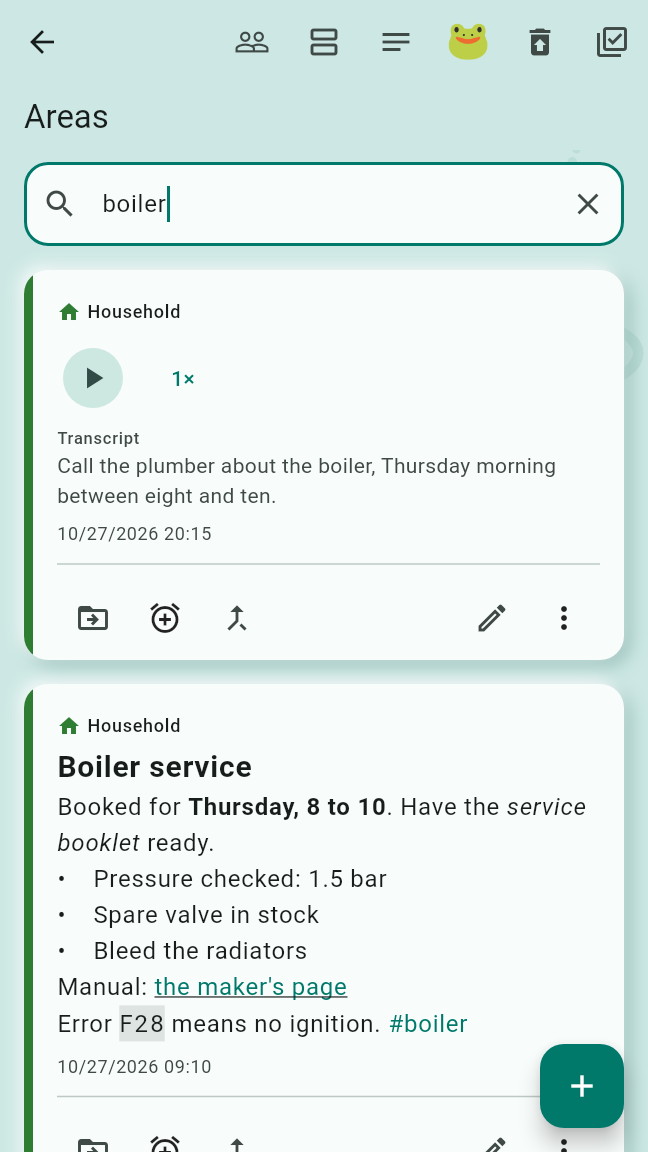 Areas
boiler
Household
1×
Transcript
Call the plumber about the boiler, Thursday morning
between eight and ten.
10/27/2026 20:15
Household
Boiler service
Booked for Thursday, 8 to 10. Have the service
booklet ready.
• Pressure checked: 1.5 bar
• Spare valve in stock
• Bleed the radiators
Manual: the maker's page
Error F28 means no ignition. #boiler
10/27/2026 09:10